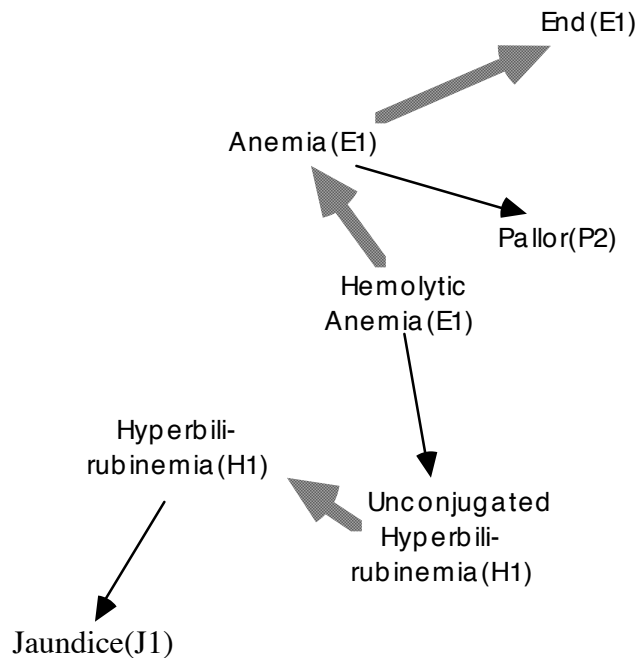 End(E1)
Anemia(E1)
Pallor(P2)
Hemolytic
Anemia(E1)
Hyperbili-
rubinemia(H1)
Unconjugated
Hyperbili-
rubinemia(H1)
Jaundice(J1)